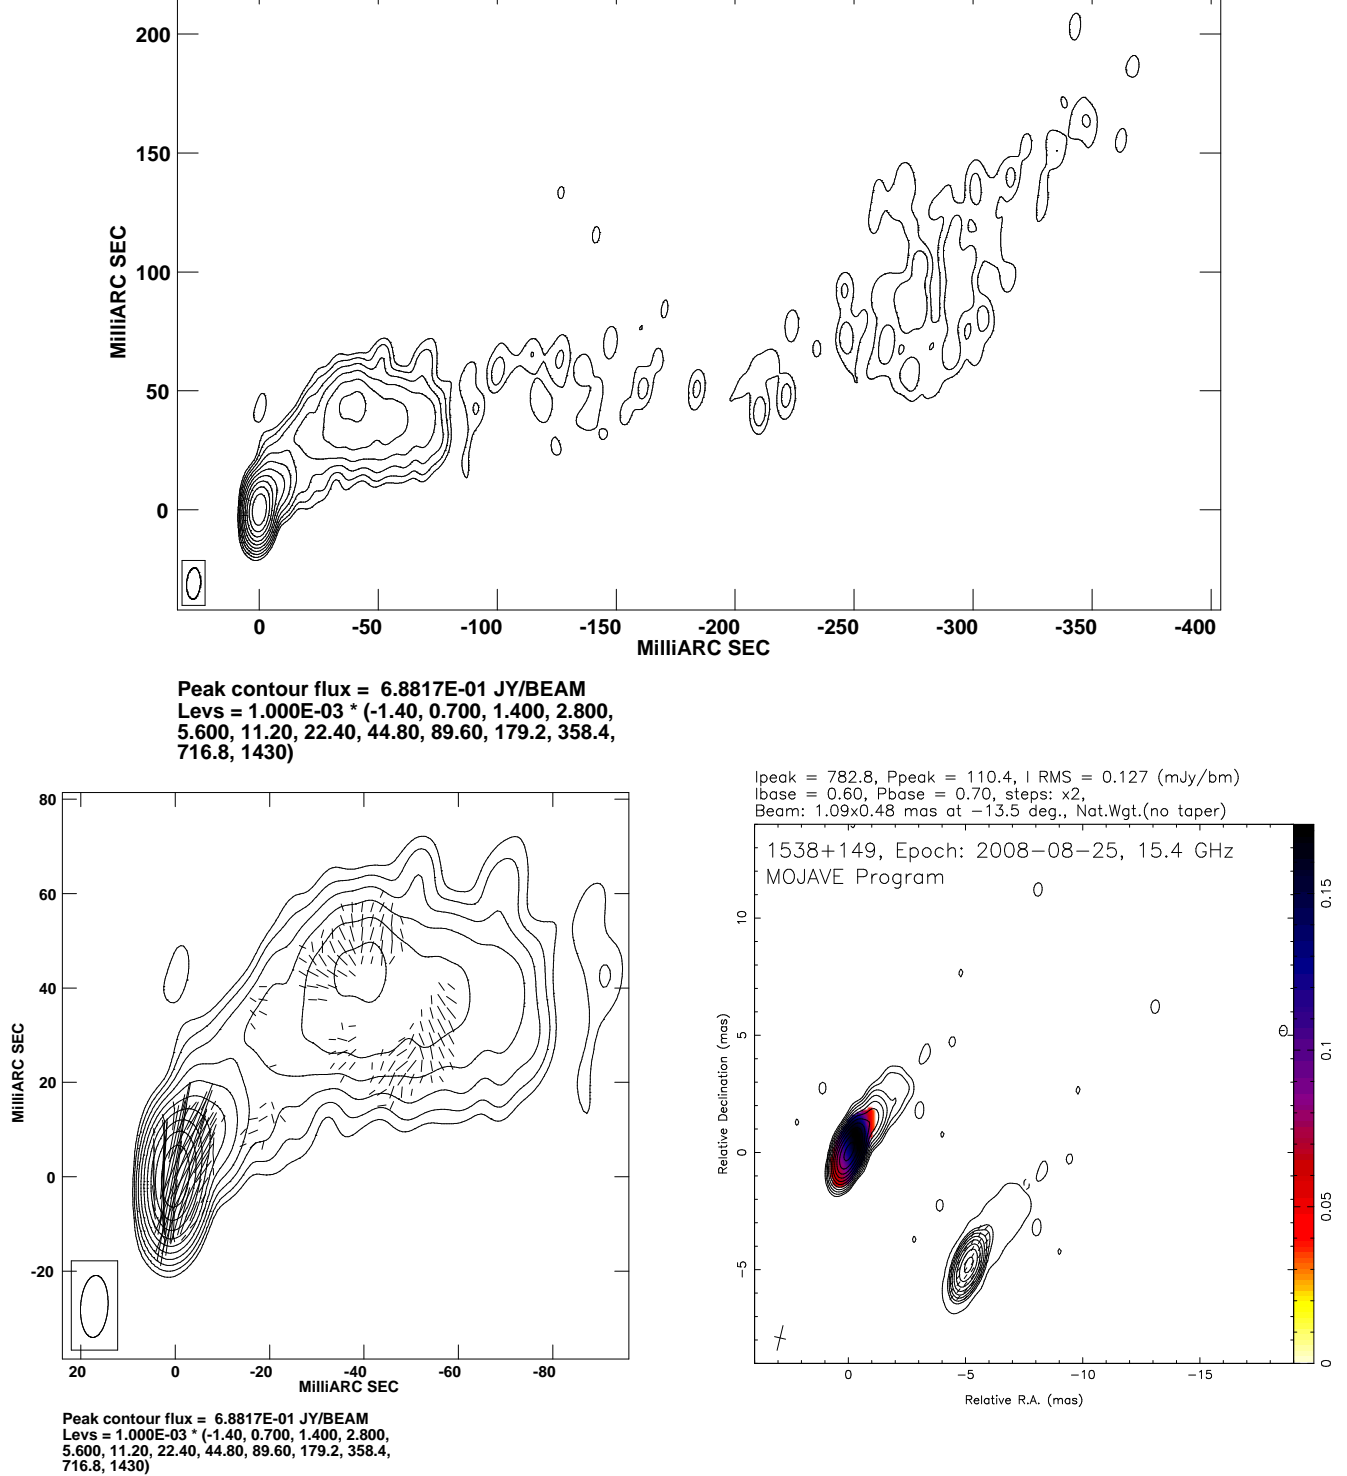 200
150
100
50
0
MilliARC SEC
0 -50 -100 -150 -200 -250 -300 -350 -400
MilliARC SEC
Peak contour flux = 6.8817E-01 JY/BEAM
Levs = 1.000E-03 * (-1.40, 0.700, 1.400, 2.800,
5.600, 11.20, 22.40, 44.80, 89.60, 179.2, 358.4,
716.8, 1430)
80
60
40
20
0
-20
MilliARC SEC
20 0 -20 -40 -60 -80
MilliARC SEC
Peak contour flux = 6.8817E-01 JY/BEAM
Levs = 1.000E-03 * (-1.40, 0.700, 1.400, 2.800,
5.600, 11.20, 22.40, 44.80, 89.60, 179.2, 358.4,
716.8, 1430)
Ipeak = 782.8, Ppeak = 110.4, I RMS = 0.127 (mJy/bm)
Ibase = 0.60, Pbase = 0.70, steps: x2,
Beam: 1.09x0.48 mas at −13.5 deg., Nat.Wgt.(no taper)
1538+149, Epoch: 2008−08−25, 15.4 GHz
MOJAVE Program
10
5
0
−5
Relative Declination (mas)
0 −5 −10 −15
Relative R.A. (mas)
0.15
0.1
0.05
0